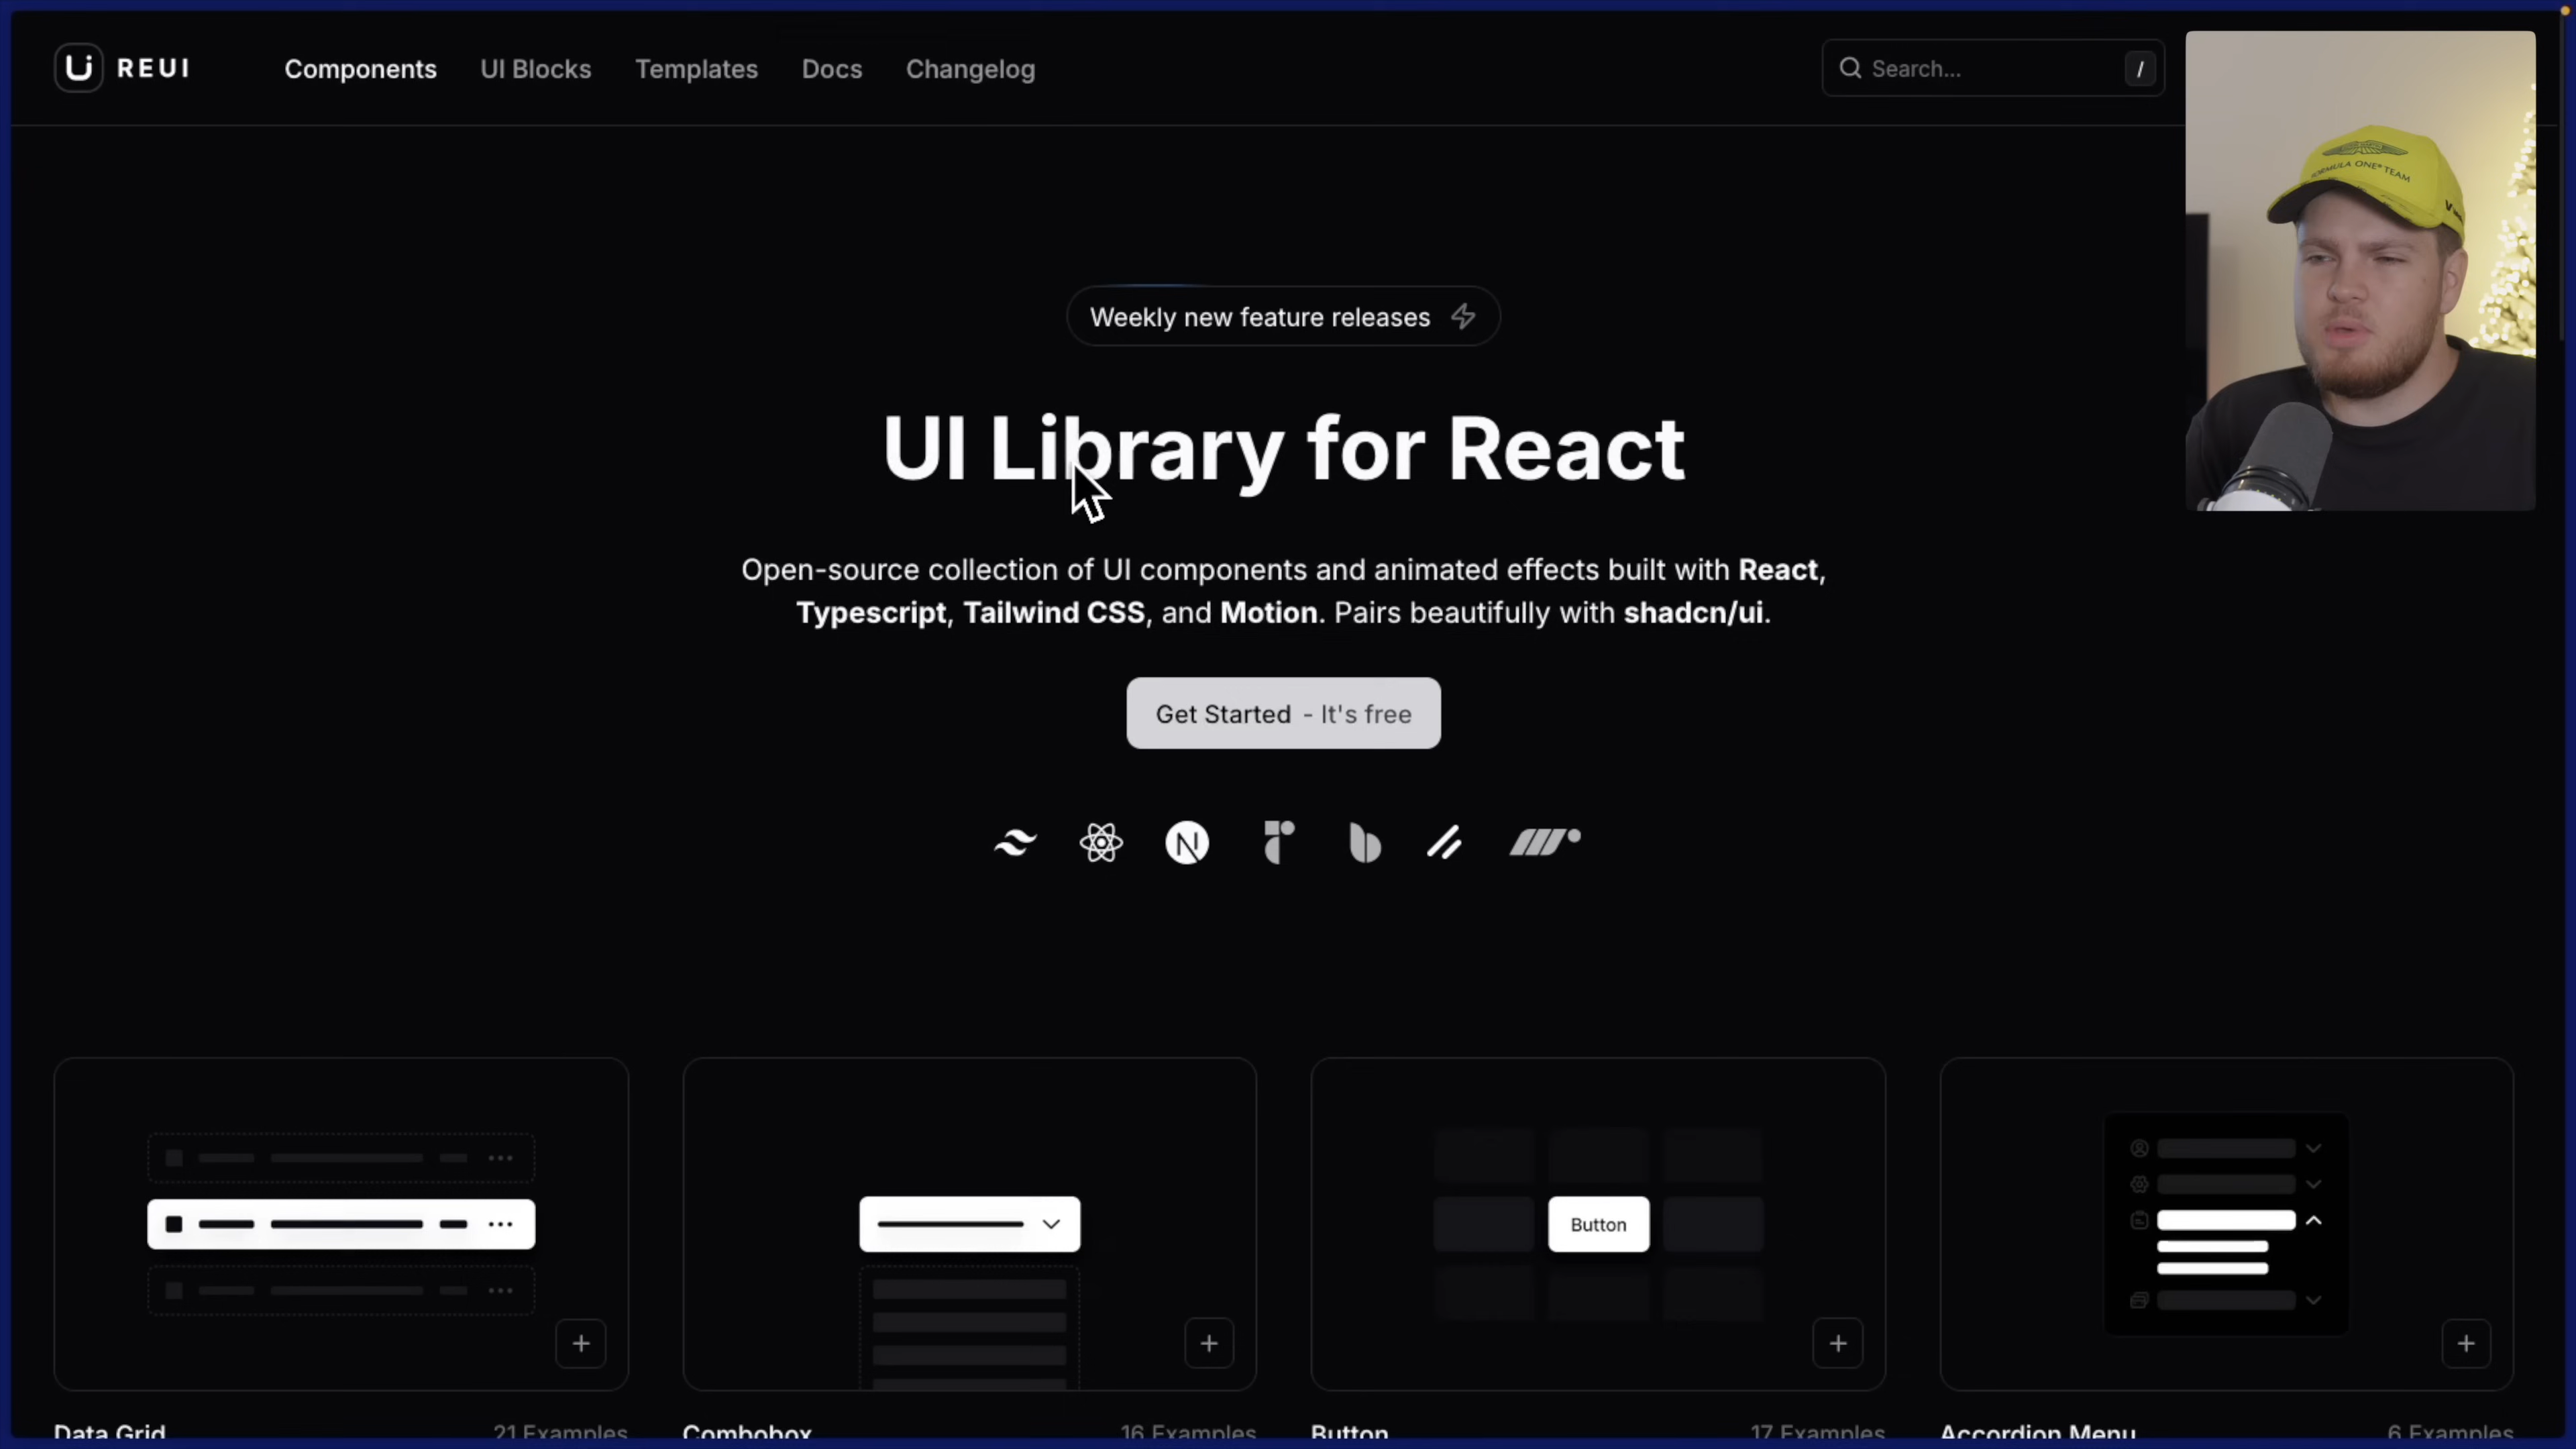 REUI
Components
UI Blocks
Templates
Docs
Changelog
Search...
/
FORMULA ONE® TEAM
Weekly new feature releases
UI Library for React
Open-source collection of UI components and animated effects built with React,
Typescript, Tailwind CSS, and Motion. Pairs beautifully with shadcn/ui.
Get Started - It's free
Button
Data Grid
21 Examples
Combobox
16 Examples
Button
17 Examples
Accordion Menu
6 Examples